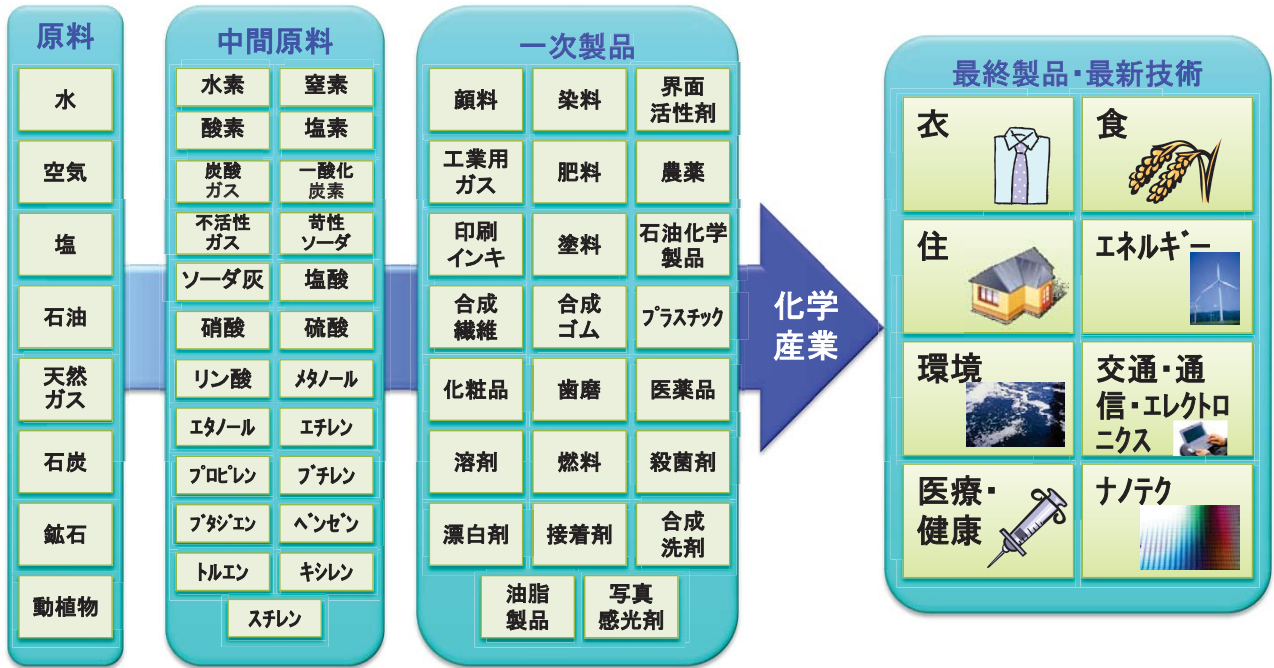 原料
水
空気
塩
石油
天然
ガス
石炭
鉱石
動植物
中間原料
水素
窒素
酸素
塩素
炭酸
ガス
一酸化
炭素
不活性
ガス
苛性
ソーダ
ソーダ灰
塩酸
硝酸
硫酸
リン酸
メタノール
エタノール
エチレン
プロピレン
ブチレン
ブタジエン
ベンゼン
トルエン
キシレン
スチレン
一次製品
顔料
染料
界面
活性剤
工業用
ガス
肥料
農薬
印刷
インキ
塗料
石油化学
製品
合成
繊維
合成
ゴム
プラスチック
化粧品
歯磨
医薬品
溶剤
燃料
殺菌剤
漂白剤
接着剤
合成
洗剤
油脂
製品
写真
感光剤
化学
産業
最終製品・最新技術
衣
食
住
エネルギー
環境
交通・通
信・エレクトロ
ニクス
医療・
健康
ナノテク